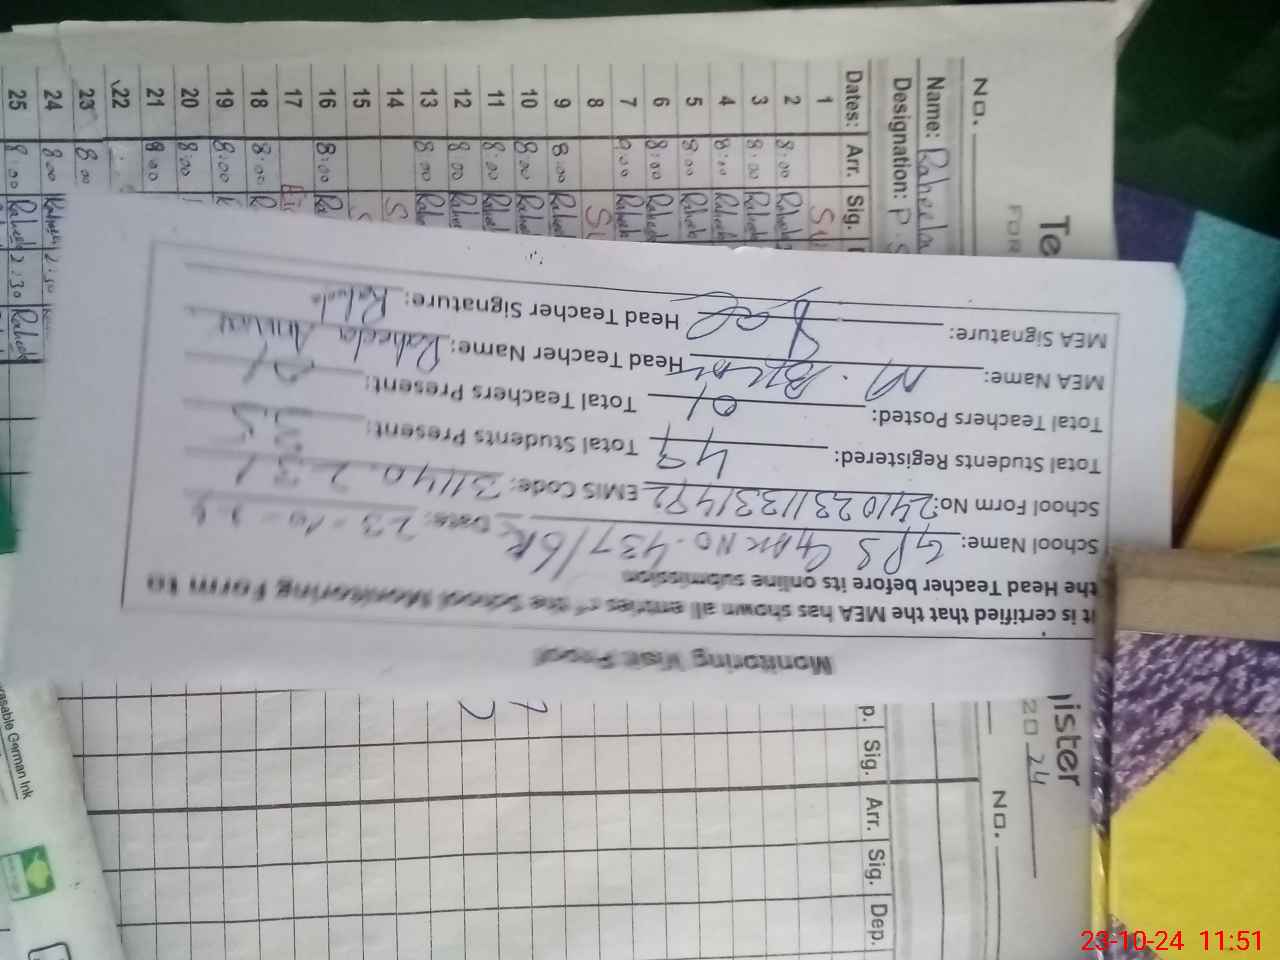 Monitoring Visit Proof
It is certified that the MEA has shown all entries of the School Monitoring Form to
the Head Teacher before its online submission
School Name: GPS Chak No. 437/6R Date: 23-10-24
School Form No: EMIS Code: 31140231
Total Students Registered: 49 Total Students Present: 35
Total Teachers Posted: 01 Total Teachers Present: 01
MEA Name: Head Teacher Name: Raheela Anwar
MEA Signature: Head Teacher Signature: Raheela
No.
Name: Raheela
Designation: P
Dates: Arr. Sig.
1
2 8:00 Raheela
3 8:00 Raheela
4 8:00 Raheela
5 8:00 Raheela
6 8:00 Raheela
7 8:00 Raheela
8
9 8:00 Raheela
10 8:00 Raheela
11 8:00
12 8:00
13 8:00
14
15
16 8:00
17
18 8:00
19 8:00
20 8:00
21 8:00
22
23 8:00
24 8:00 Raheela 2:30
25 8:00 Raheela 2:30 Raheela
ister
20 24
No.
p. Sig. Arr. Sig. Dep.
German Ink
23-10-24 11:51